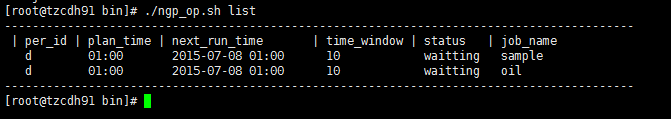 [root@tzcdh91 bin]# ./ngp_op.sh list
--------------------------------------------------------------------------------------
| per_id | plan_time | next_run_time | time_window | status | job_name
d 01:00 2015-07-08 01:00 10 waitting sample
d 01:00 2015-07-08 01:00 10 waitting oil
--------------------------------------------------------------------------------------
[root@tzcdh91 bin]#